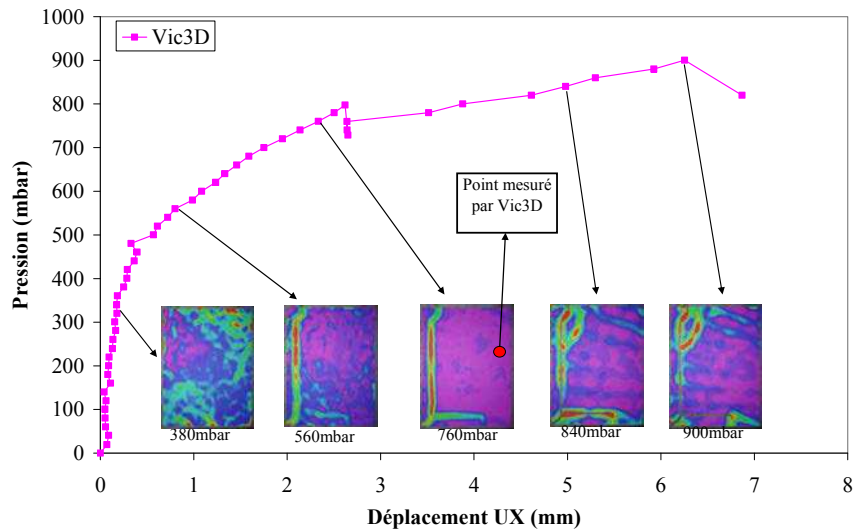 1000
Vic3D
900
800
700
600
500
400
300
200
100
0
Pression (mbar)
Point mesuré
par Vic3D
380mbar
560mbar
760mbar
840mbar
900mbar
0 1 2 3 4 5 6 7 8
Déplacement UX (mm)